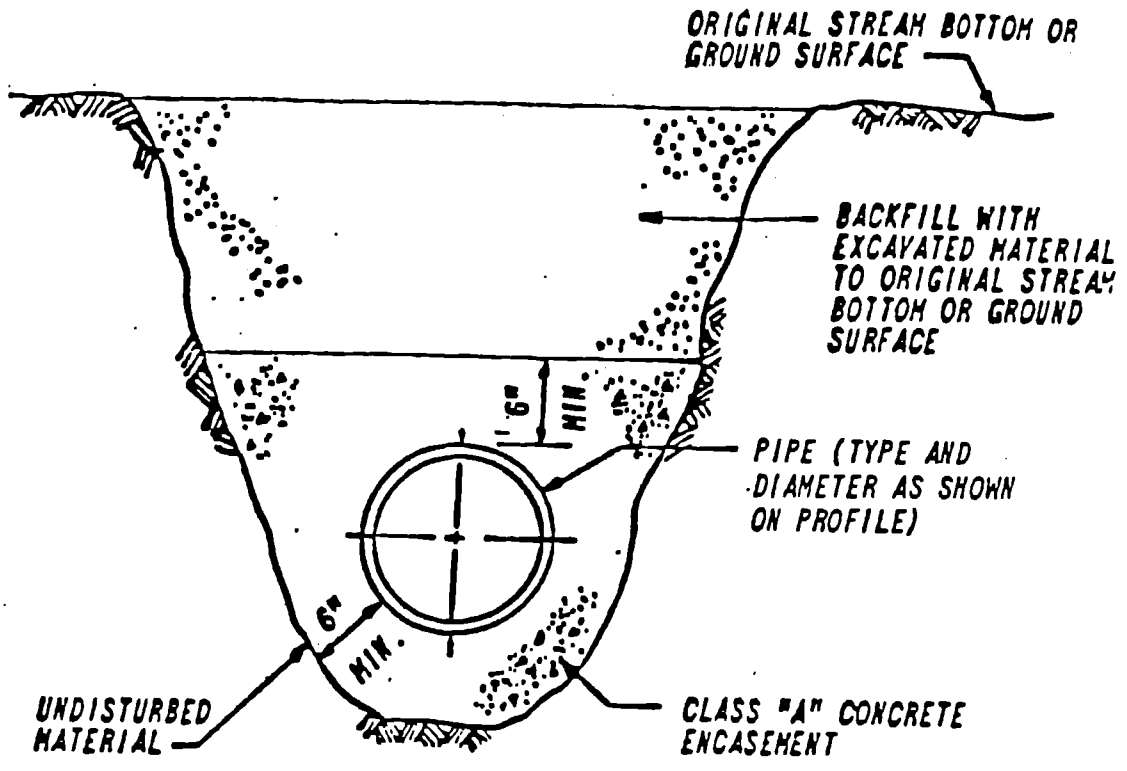 ORIGINAL STREAM BOTTOM OR
GROUND SURFACE
BACKFILL WITH
EXCAVATED MATERIAL
TO ORIGINAL STREAM
BOTTOM OR GROUND
SURFACE
6"
MIN.
PIPE (TYPE AND
DIAMETER AS SHOWN
ON PROFILE)
6"
MIN.
UNDISTURBED
MATERIAL
CLASS "A" CONCRETE
ENCASEMENT